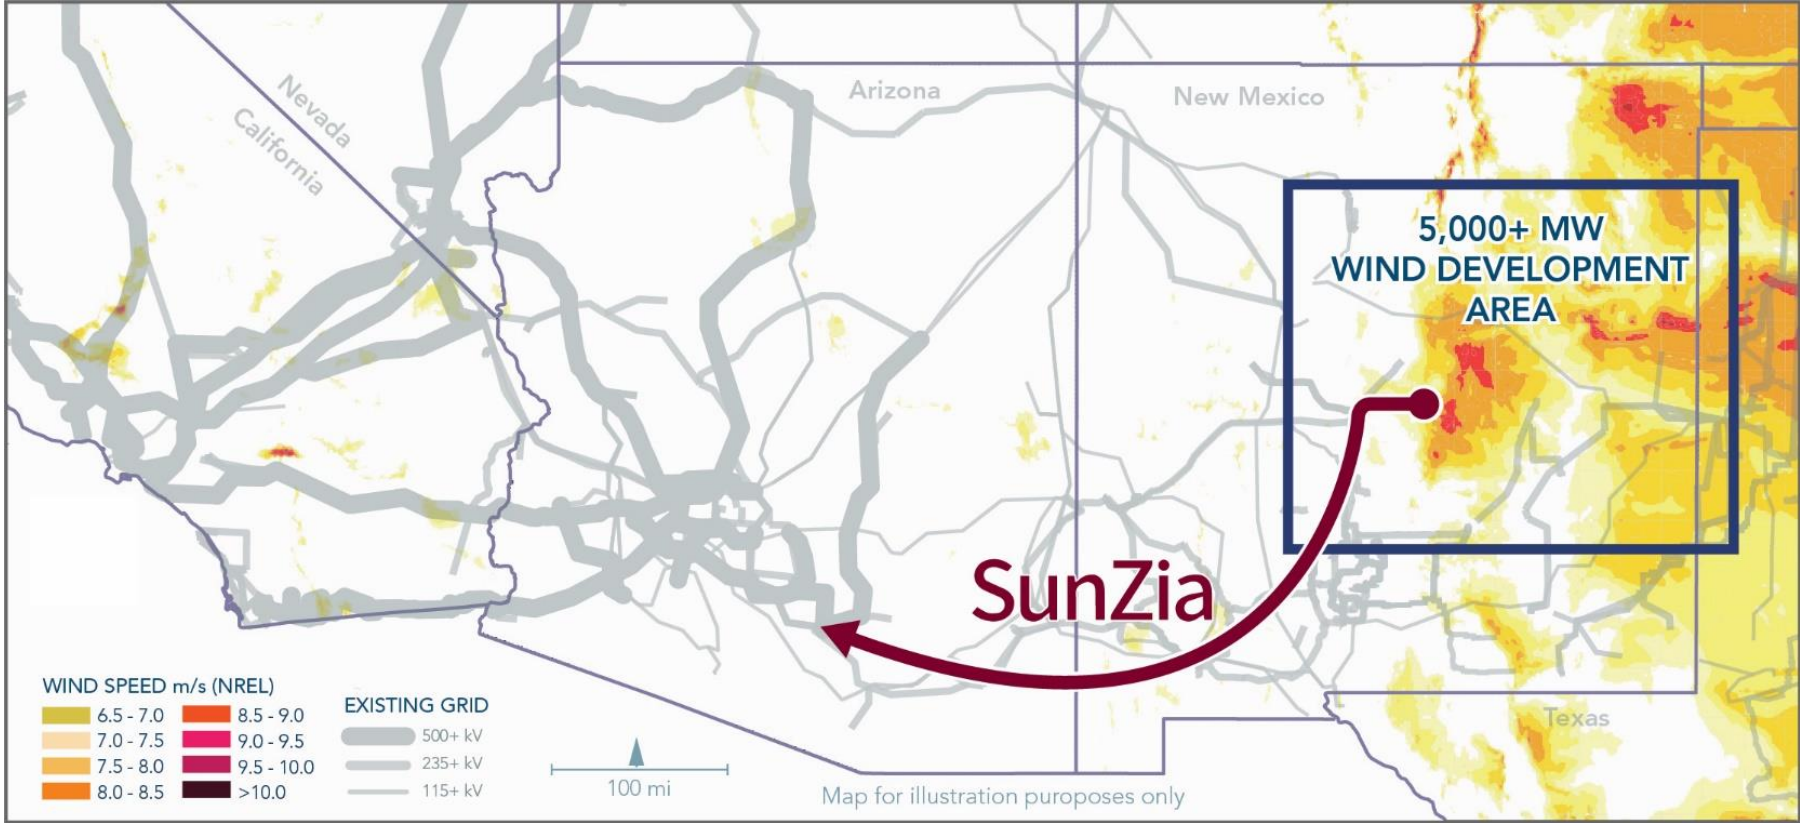 Nevada
California
Arizona
New Mexico
5,000+ MW
WIND DEVELOPMENT
AREA
SunZia
Texas
WIND SPEED m/s (NREL)
6.5 - 7.0
7.0 - 7.5
7.5 - 8.0
8.0 - 8.5
8.5 - 9.0
9.0 - 9.5
9.5 - 10.0
>10.0
EXISTING GRID
500+ kV
235+ kV
115+ kV
100 mi
Map for illustration puroposes only